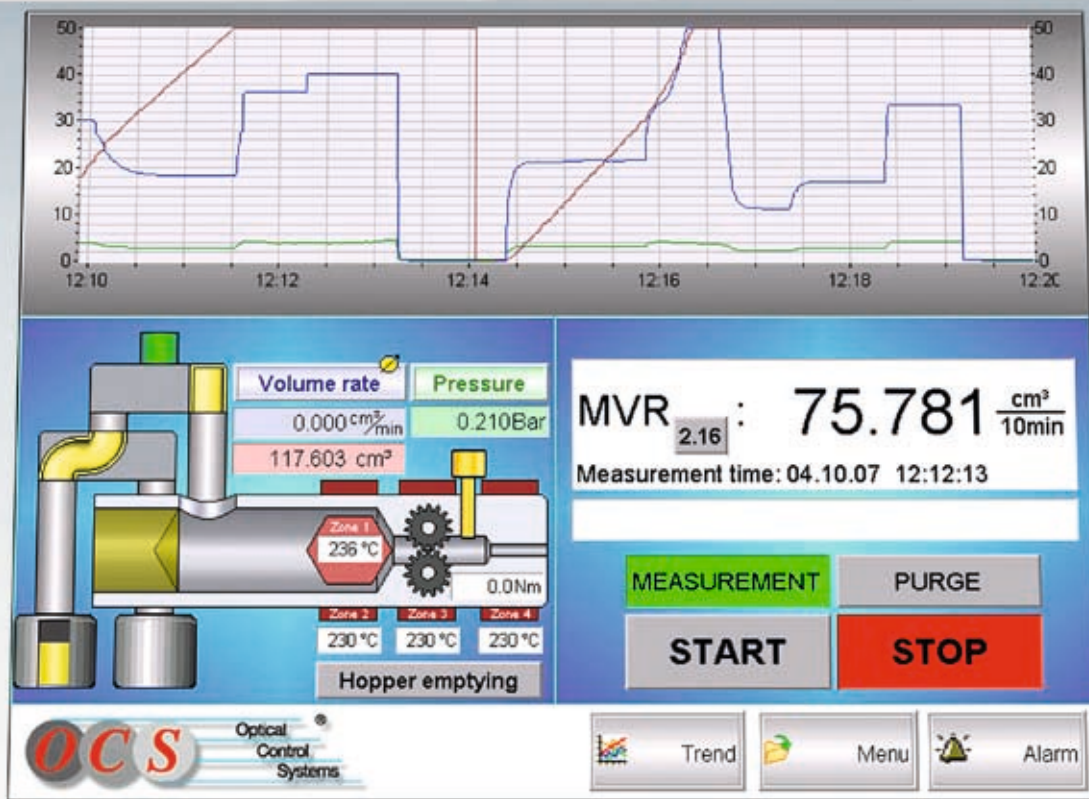 50
40
30
20
10
0
50
40
30
20
10
0
12:10 12:12 12:14 12:16 12:18 12:20
Volume rate Pressure
0.000 cm³/min 0.210Bar
117.603 cm³
Zone 1
236 °C
0.0Nm
Zone 2 Zone 3 Zone 4
230 °C 230 °C 230 °C
Hopper emptying
MVR 2.16 : 75.781 cm³/10min
Measurement time: 04.10.07 12:12:13
MEASUREMENT PURGE
START STOP
OCS Optical Control Systems ®
Trend Menu Alarm